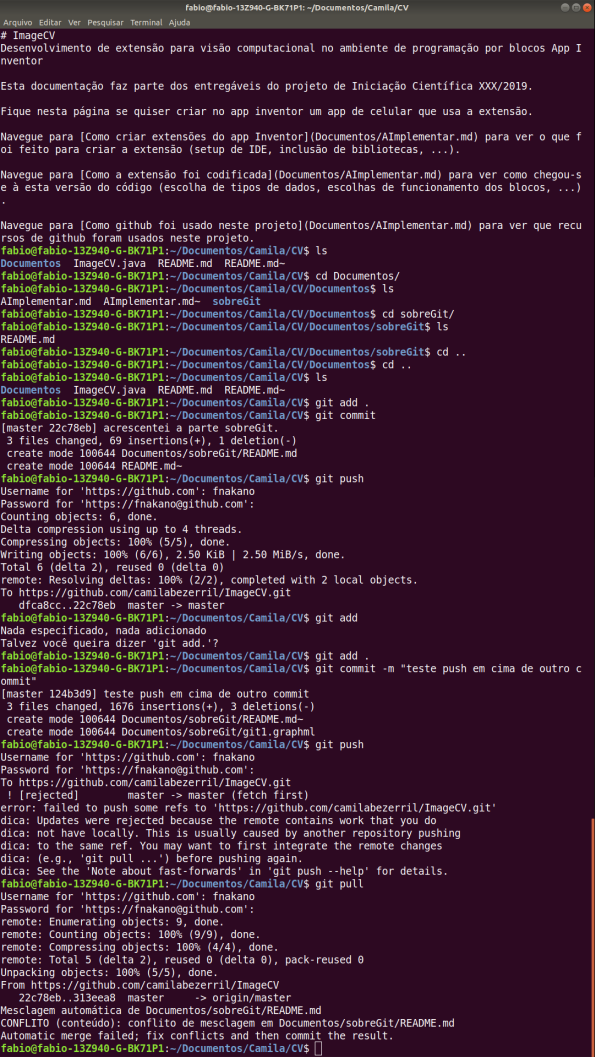 fabio@fabio-13Z940-G-BK71P1: ~/Documentos/Camila/CV
Arquivo Editar Ver Pesquisar Terminal Ajuda
# ImageCV
Desenvolvimento de extensão para visão computacional no ambiente de programação por blocos App I
nventor
Esta documentação faz parte dos entregáveis do projeto de Iniciação Científica XXX/2019.
Fique nesta página se quiser criar no app inventor um app de celular que usa a extensão.
Navegue para [Como criar extensões do app Inventor](Documentos/AImplementar.md) para ver o que f
oi feito para criar a extensão (setup de IDE, inclusão de bibliotecas, ...).
Navegue para [Como a extensão foi codificada](Documentos/AImplementar.md) para ver como chegou-s
e à esta versão do código (escolha de tipos de dados, escolhas de funcionamento dos blocos, ...)
.
Navegue para [Como github foi usado neste projeto](Documentos/AImplementar.md) para ver que recu
rsos de github foram usados neste projeto.
fabio@fabio-13Z940-G-BK71P1:~/Documentos/Camila/CV$ ls
Documentos  ImageCV.java  README.md  README.md~
fabio@fabio-13Z940-G-BK71P1:~/Documentos/Camila/CV$ cd Documentos/
fabio@fabio-13Z940-G-BK71P1:~/Documentos/Camila/CV/Documentos$ ls
AImplementar.md  AImplementar.md~  sobreGit
fabio@fabio-13Z940-G-BK71P1:~/Documentos/Camila/CV/Documentos$ cd sobreGit/
fabio@fabio-13Z940-G-BK71P1:~/Documentos/Camila/CV/Documentos/sobreGit$ ls
README.md
fabio@fabio-13Z940-G-BK71P1:~/Documentos/Camila/CV/Documentos/sobreGit$ cd ..
fabio@fabio-13Z940-G-BK71P1:~/Documentos/Camila/CV/Documentos$ cd ..
fabio@fabio-13Z940-G-BK71P1:~/Documentos/Camila/CV$ ls
Documentos  ImageCV.java  README.md  README.md~
fabio@fabio-13Z940-G-BK71P1:~/Documentos/Camila/CV$ git add .
fabio@fabio-13Z940-G-BK71P1:~/Documentos/Camila/CV$ git commit
[master 22c78eb] acrescentei a parte sobreGit.
 3 files changed, 69 insertions(+), 1 deletion(-)
 create mode 100644 Documentos/sobreGit/README.md
 create mode 100644 README.md~
fabio@fabio-13Z940-G-BK71P1:~/Documentos/Camila/CV$ git push
Username for 'https://github.com': fnakano
Password for 'https://fnakano@github.com':
Counting objects: 6, done.
Delta compression using up to 4 threads.
Compressing objects: 100% (5/5), done.
Writing objects: 100% (6/6), 2.50 KiB | 2.50 MiB/s, done.
Total 6 (delta 2), reused 0 (delta 0)
remote: Resolving deltas: 100% (2/2), completed with 2 local objects.
To https://github.com/camilabezerril/ImageCV.git
   dfca8cc..22c78eb  master -> master
fabio@fabio-13Z940-G-BK71P1:~/Documentos/Camila/CV$ git add
Nada especificado, nada adicionado
Talvez você queira dizer 'git add.'?
fabio@fabio-13Z940-G-BK71P1:~/Documentos/Camila/CV$ git add .
fabio@fabio-13Z940-G-BK71P1:~/Documentos/Camila/CV$ git commit -m "teste push em cima de outro c
ommit"
[master 124b3d9] teste push em cima de outro commit
 3 files changed, 1676 insertions(+), 3 deletions(-)
 create mode 100644 Documentos/sobreGit/README.md~
 create mode 100644 Documentos/sobreGit/git1.graphml
fabio@fabio-13Z940-G-BK71P1:~/Documentos/Camila/CV$ git push
Username for 'https://github.com': fnakano
Password for 'https://fnakano@github.com':
To https://github.com/camilabezerril/ImageCV.git
 ! [rejected]        master -> master (fetch first)
error: failed to push some refs to 'https://github.com/camilabezerril/ImageCV.git'
dica: Updates were rejected because the remote contains work that you do
dica: not have locally. This is usually caused by another repository pushing
dica: to the same ref. You may want to first integrate the remote changes
dica: (e.g., 'git pull ...') before pushing again.
dica: See the 'Note about fast-forwards' in 'git push --help' for details.
fabio@fabio-13Z940-G-BK71P1:~/Documentos/Camila/CV$ git pull
Username for 'https://github.com': fnakano
Password for 'https://fnakano@github.com':
remote: Enumerating objects: 9, done.
remote: Counting objects: 100% (9/9), done.
remote: Compressing objects: 100% (4/4), done.
remote: Total 5 (delta 2), reused 0 (delta 0), pack-reused 0
Unpacking objects: 100% (5/5), done.
From https://github.com/camilabezerril/ImageCV
   22c78eb..313eea8  master     -> origin/master
Mesclagem automática de Documentos/sobreGit/README.md
CONFLITO (conteúdo): conflito de mesclagem em Documentos/sobreGit/README.md
Automatic merge failed; fix conflicts and then commit the result.
fabio@fabio-13Z940-G-BK71P1:~/Documentos/Camila/CV$